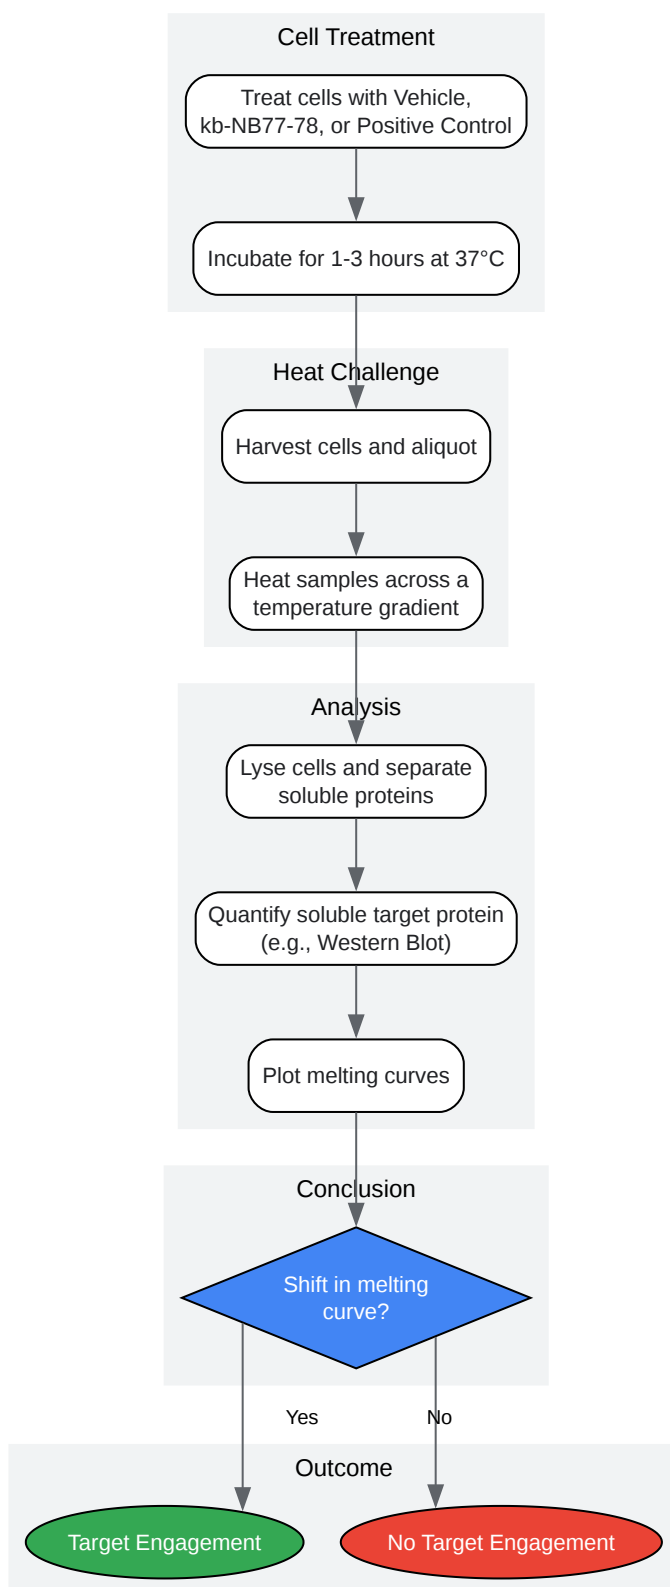 Cell Treatment
Treat cells with Vehicle,
kb-NB77-78, or Positive Control
Incubate for 1-3 hours at 37°C
Heat Challenge
Harvest cells and aliquot
Heat samples across a
temperature gradient
Analysis
Lyse cells and separate
soluble proteins
Quantify soluble target protein
(e.g., Western Blot)
Plot melting curves
Conclusion
Shift in melting
curve?
Yes
No
Outcome
Target Engagement
No Target Engagement